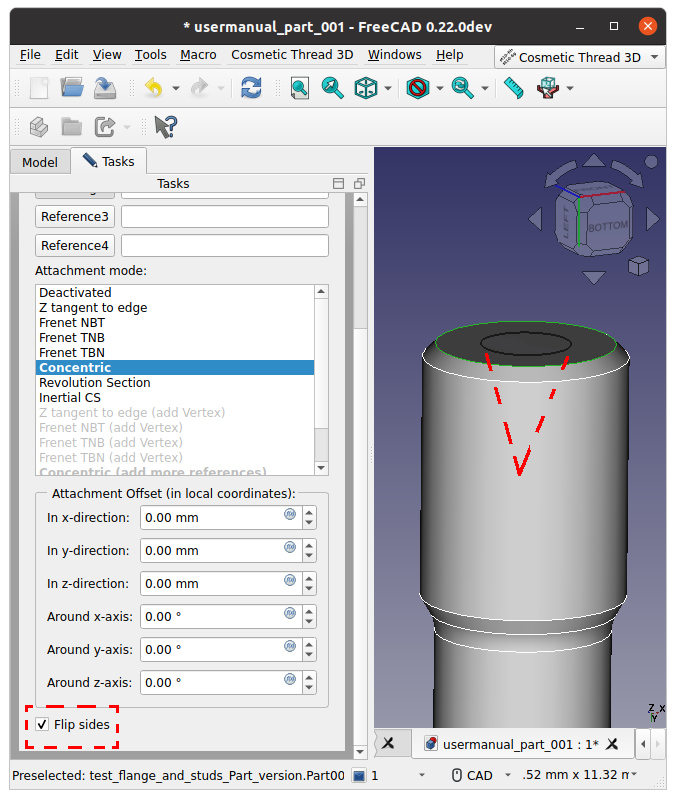 * usermanual_part_001 - FreeCAD 0.22.0dev
File Edit View Tools Macro Cosmetic Thread 3D Windows Help Cosmetic Thread 3D
Model Tasks
Tasks
Reference3
Reference4
Attachment mode:
Deactivated
Z tangent to edge
Frenet NBT
Frenet TNB
Frenet TBN
Concentric
Revolution Section
Inertial CS
Z tangent to edge (add Vertex)
Frenet NBT (add Vertex)
Frenet TNB (add Vertex)
Frenet TBN (add Vertex)
Concentric (add more references)
Attachment Offset (in local coordinates):
In x-direction: 0.00 mm
In y-direction: 0.00 mm
In z-direction: 0.00 mm
Around x-axis: 0.00 °
Around y-axis: 0.00 °
Around z-axis: 0.00 °
Flip sides
LEFT
BOTTOM
Z X
Y
usermanual_part_001 : 1*
Preselected: test_flange_and_studs_Part_version.Part00 1 CAD .52 mm x 11.32 m